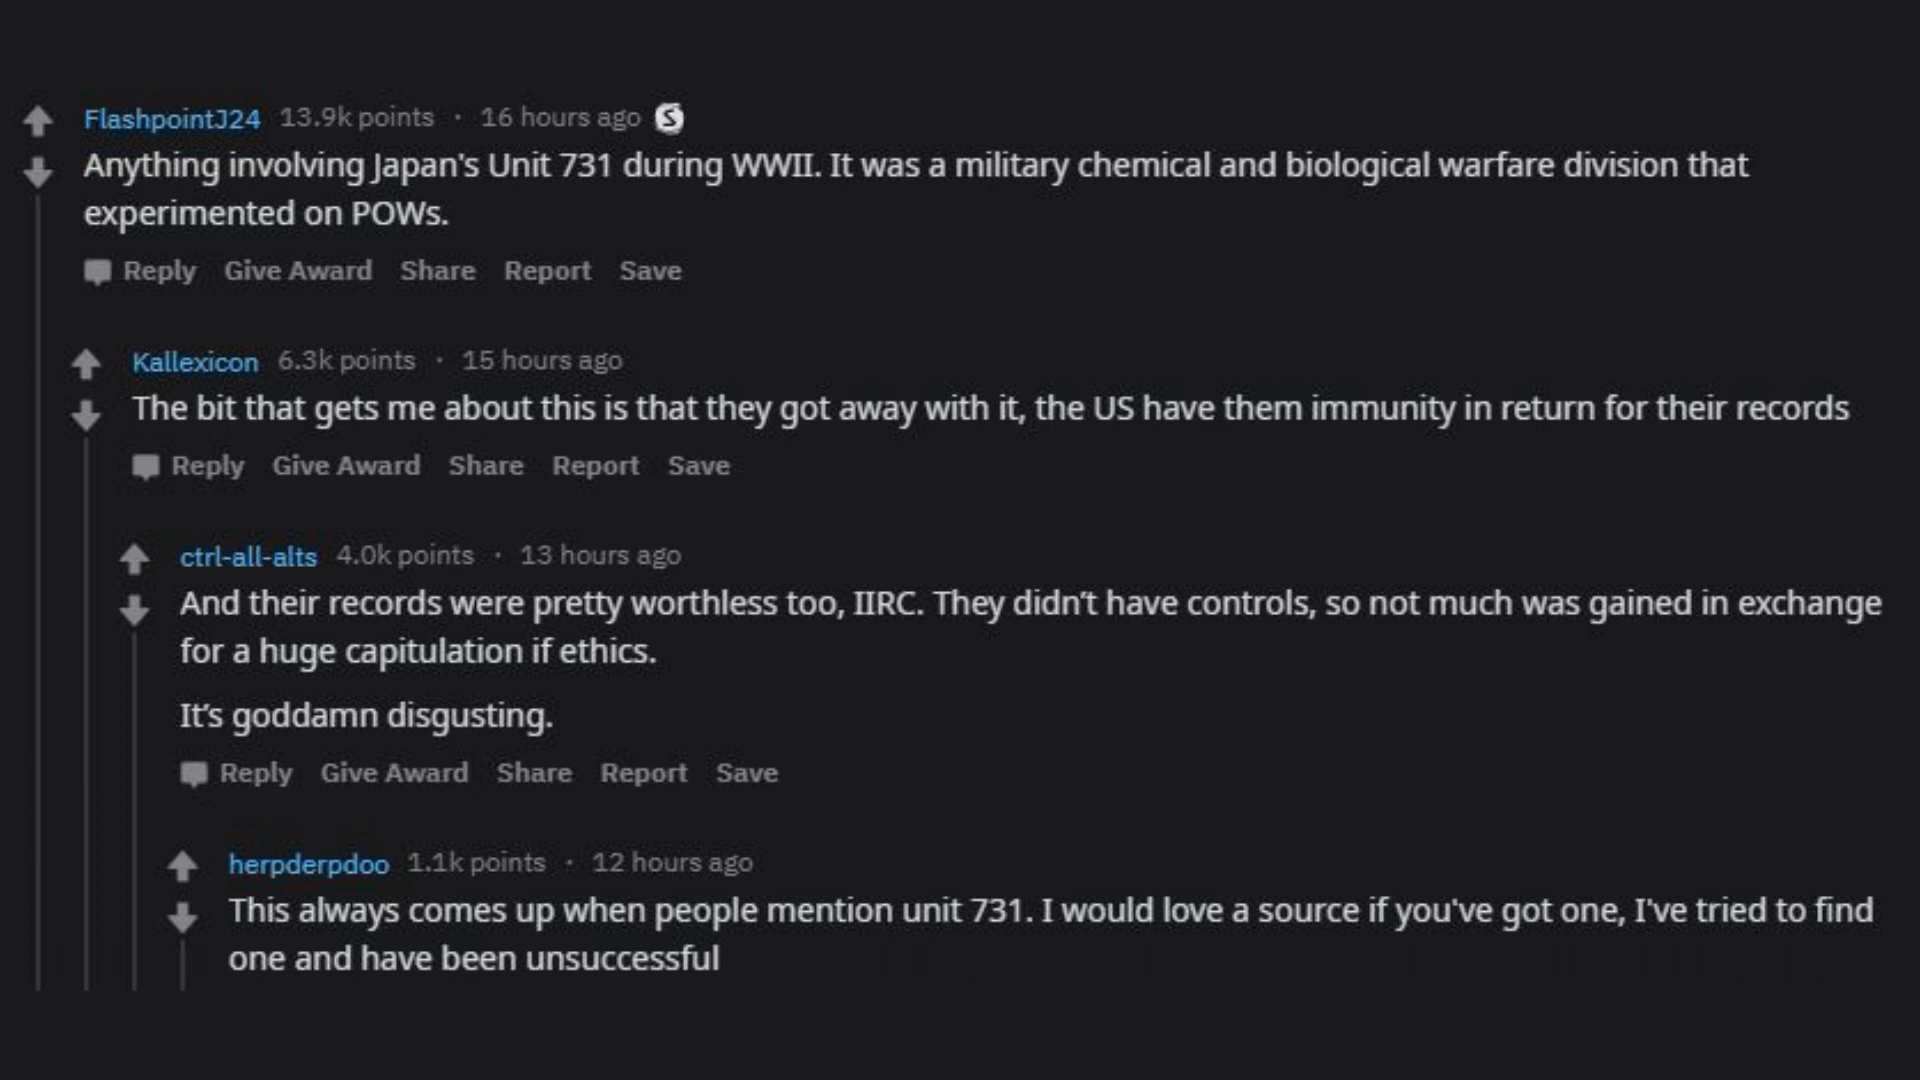 FlashpointJ24 13.9k points · 16 hours ago S
Anything involving Japan's Unit 731 during WWII. It was a military chemical and biological warfare division that
experimented on POWs.
Reply Give Award Share Report Save
Kallexicon 6.3k points · 15 hours ago
The bit that gets me about this is that they got away with it, the US have them immunity in return for their records
Reply Give Award Share Report Save
ctrl-all-alts 4.0k points · 13 hours ago
And their records were pretty worthless too, IIRC. They didn’t have controls, so not much was gained in exchange
for a huge capitulation if ethics.
It’s goddamn disgusting.
Reply Give Award Share Report Save
herpderpdoo 1.1k points · 12 hours ago
This always comes up when people mention unit 731. I would love a source if you've got one, I've tried to find
one and have been unsuccessful